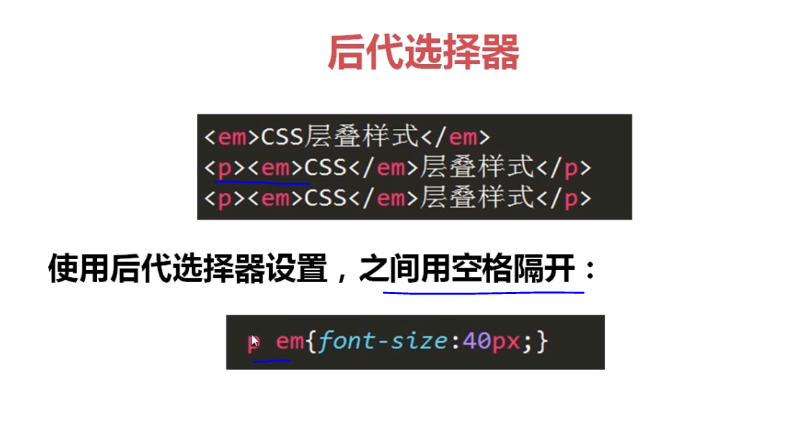 后代选择器
<em>CSS层叠样式</em>
<p><em>CSS</em>层叠样式</p>
<p><em>CSS</em>层叠样式</p>
使用后代选择器设置，之间用空格隔开：
p em{font-size:40px;}